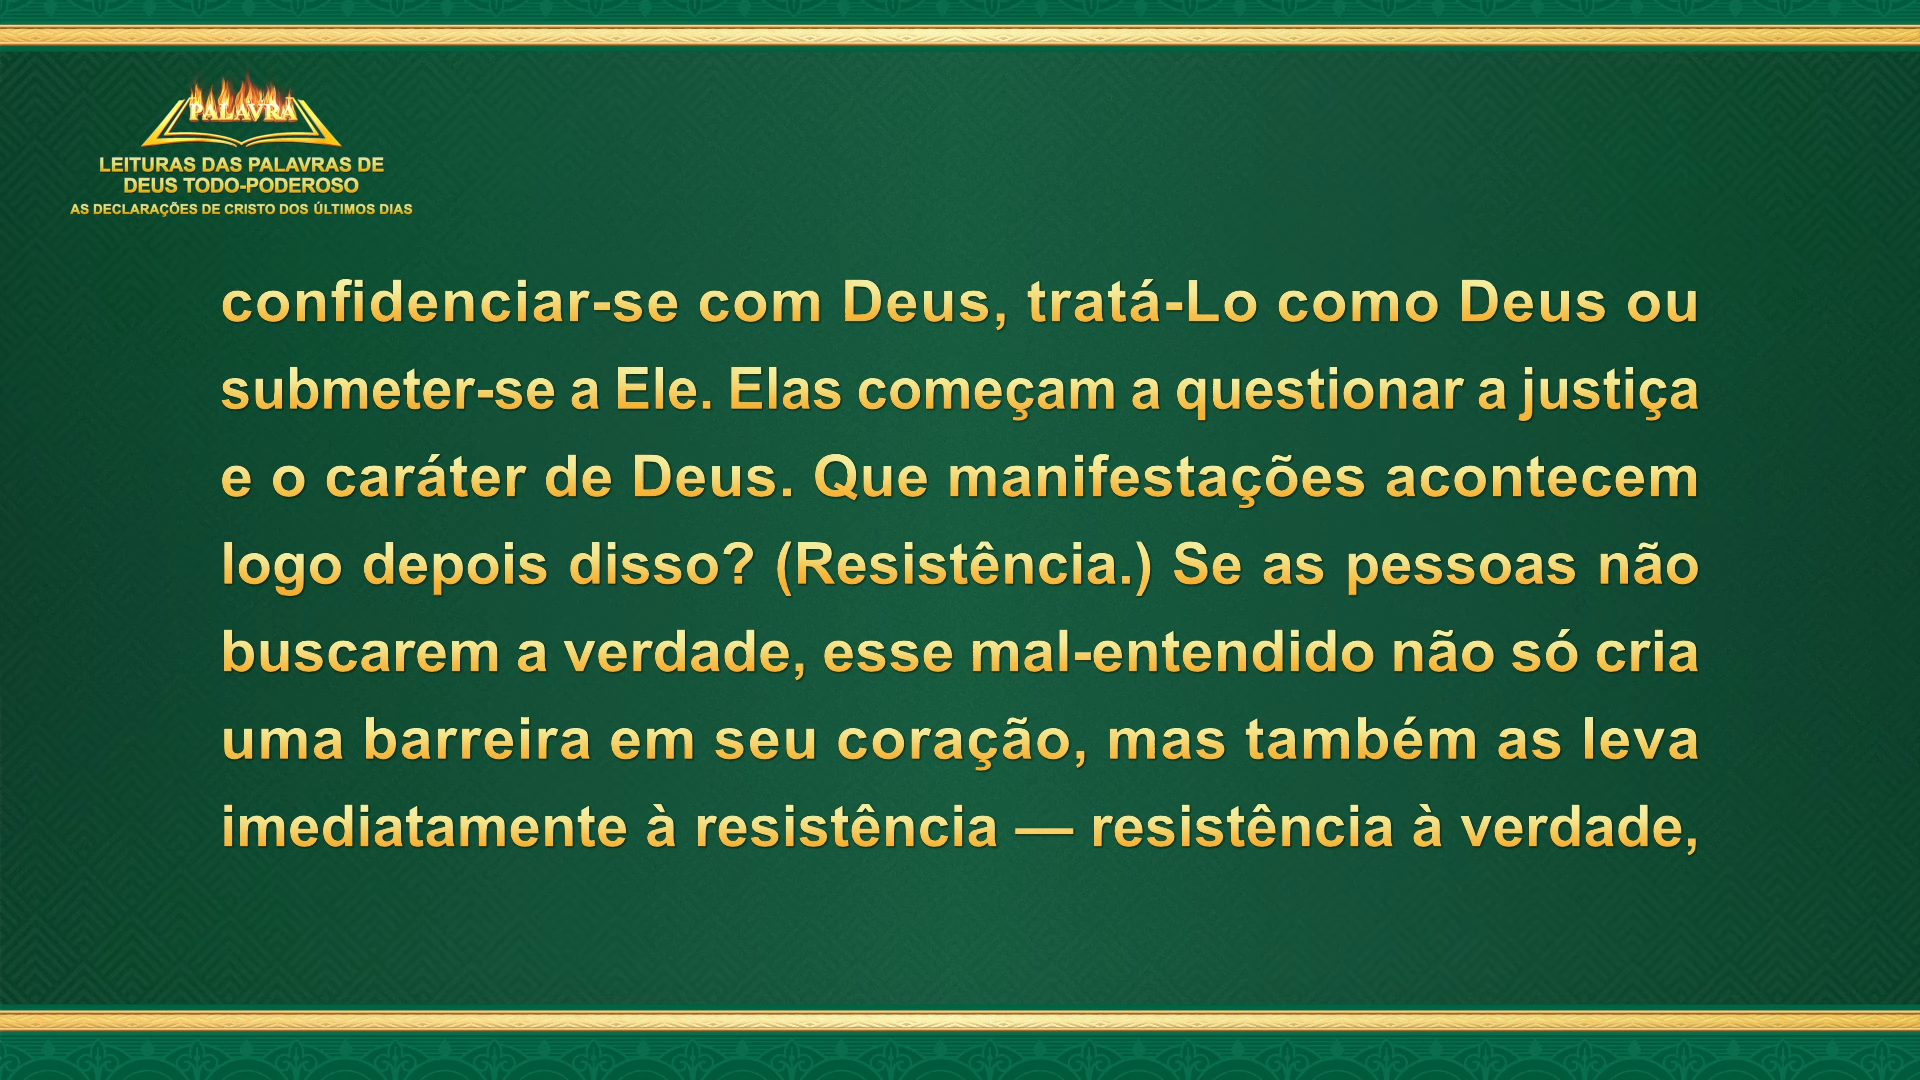 PALAVRA
LEITURAS DAS PALAVRAS DE
DEUS TODO-PODEROSO
AS DECLARAÇÕES DE CRISTO DOS ÚLTIMOS DIAS
confidenciar-se com Deus, tratá-Lo como Deus ou
submeter-se a Ele. Elas começam a questionar a justiça
e o caráter de Deus. Que manifestações acontecem
logo depois disso? (Resistência.) Se as pessoas não
buscarem a verdade, esse mal-entendido não só cria
uma barreira em seu coração, mas também as leva
imediatamente à resistência — resistência à verdade,